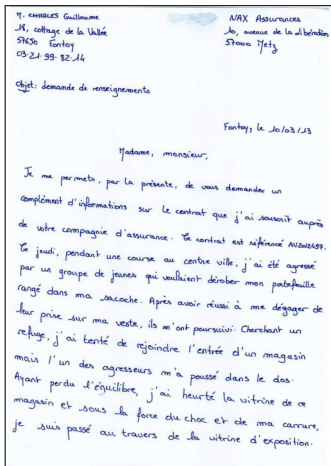 M. CHARLES Guillaume
18, cottage de la Vallée
57650 Fontoy
03.21.99.82.14
NAX Assurances
10, avenue de la Libération
57000 Metz
Objet: demande de renseignements
Fontoy, le 10/03/13
Madame, monsieur,
Je me permets, par la présente, de vous demander un
complément d'informations sur le contrat que j'ai souscrit auprès
de votre compagnie d'assurance. Ce contrat est référencé
Ce jeudi, pendant une course au centre ville, j'ai été agressé
par un groupe de jeunes qui voulaient dérober mon portefeuille
rangé dans ma sacoche. Après avoir réussi à me dégager de
leur prise sur ma veste, ils m'ont poursuivi. Cherchant un
refuge, j'ai tenté de rejoindre l'entrée d'un magasin
mais l'un des agresseurs m'a poussé dans le dos.
Ayant perdu l'équilibre, j'ai heurté la vitrine de ce
magasin et sous la force du choc et de ma carrure,
je suis passé au travers de la vitrine d'exposition.